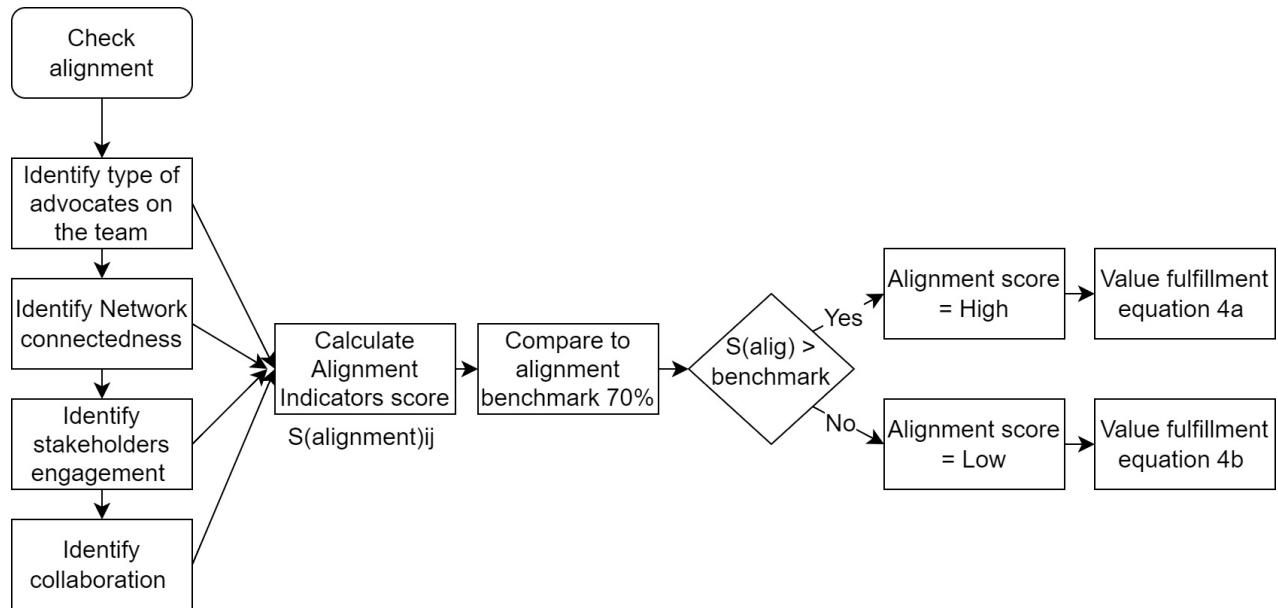 Check
alignment
Identify type of
advocates on
the team
Identify Network
connectedness
Identify
stakeholders
engagement
Identify
collaboration
Calculate
Alignment
Indicators score
S(alignment)ij
Compare to
alignment
benchmark 70%
S(alig) >
benchmark
Yes
No
Alignment score
= High
Value fulfillment
equation 4a
Alignment score
= Low
Value fulfillment
equation 4b